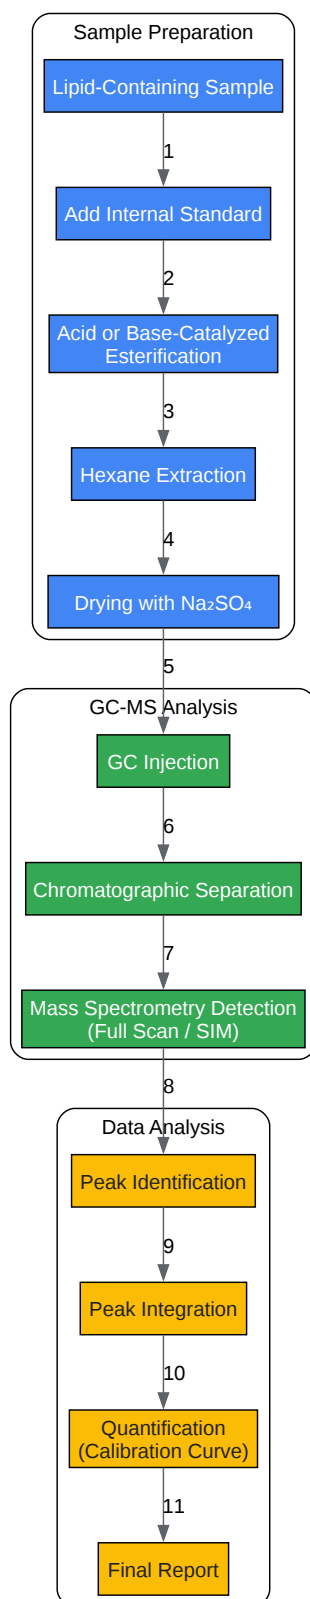 Sample Preparation
Lipid-Containing Sample
1
Add Internal Standard
2
Acid or Base-Catalyzed
Esterification
3
Hexane Extraction
4
Drying with Na₂SO₄
5
GC-MS Analysis
GC Injection
6
Chromatographic Separation
7
Mass Spectrometry Detection
(Full Scan / SIM)
8
Data Analysis
Peak Identification
9
Peak Integration
10
Quantification
(Calibration Curve)
11
Final Report